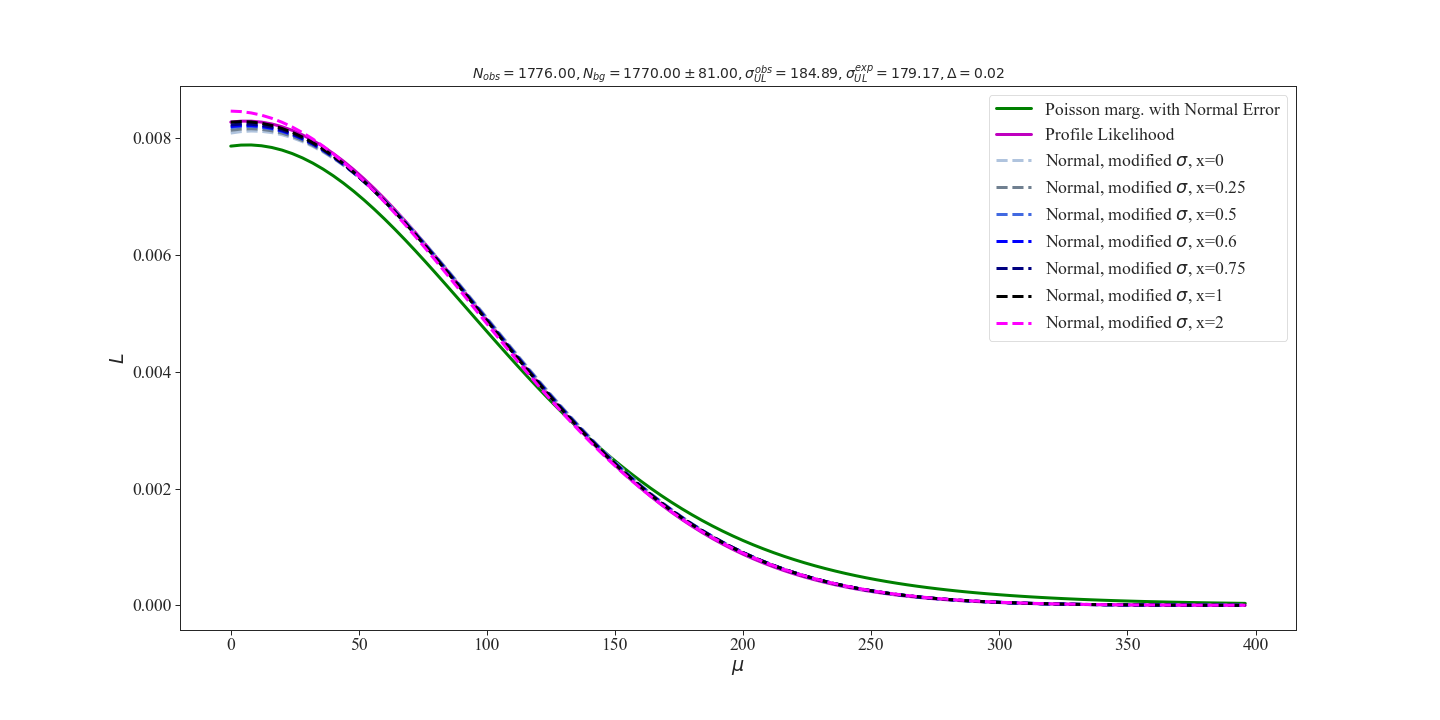 N_obs = 1776.00, N_bg = 1770.00 ± 81.00, σ_UL^obs = 184.89, σ_UL^exp = 179.17, Δ = 0.02
Poisson marg. with Normal Error
Profile Likelihood
Normal, modified σ, x=0
Normal, modified σ, x=0.25
Normal, modified σ, x=0.5
Normal, modified σ, x=0.6
Normal, modified σ, x=0.75
Normal, modified σ, x=1
Normal, modified σ, x=2
L
0.008
0.006
0.004
0.002
0.000
0 50 100 150 200 250 300 350 400
μ